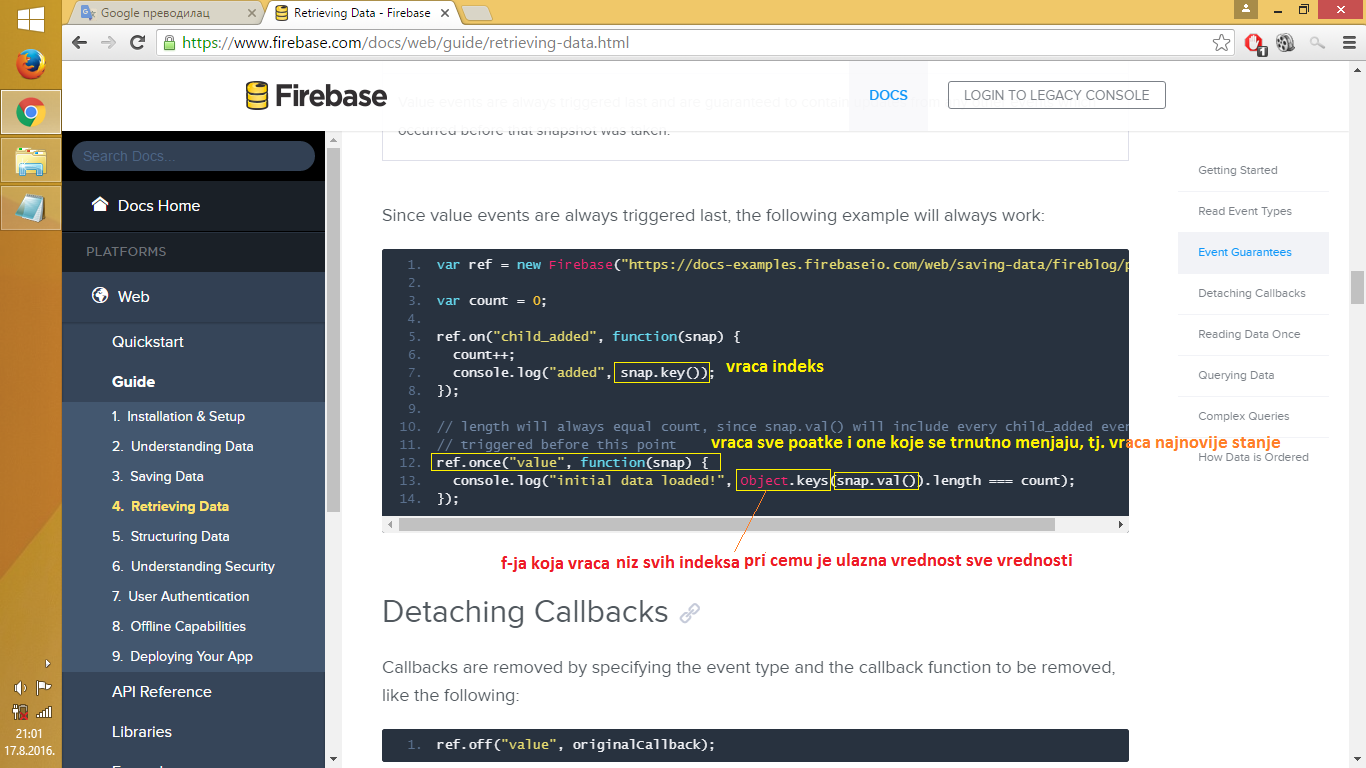 Google преводилац
Retrieving Data - Firebase
https://www.firebase.com/docs/web/guide/retrieving-data.html
1
Firebase
DOCS
LOGIN TO LEGACY CONSOLE
Search Docs...
Docs Home
PLATFORMS
Web
Quickstart
Guide
1. Installation & Setup
2. Understanding Data
3. Saving Data
4. Retrieving Data
5. Structuring Data
6. Understanding Security
7. User Authentication
8. Offline Capabilities
9. Deploying Your App
API Reference
Libraries
Value events are always triggered last and are guaranteed to contain
occurred before that snapshot was taken.
Since value events are always triggered last, the following example will always work:
1. var ref = new Firebase("https://docs-examples.firebaseio.com/web/saving-data/fireblog/p
2.
3. var count = 0;
4.
5. ref.on("child_added", function(snap) {
6. count++;
7. console.log("added", snap.key());
vraca indeks
8. });
9.
10. // length will always equal count, since snap.val() will include every child_added even
11. // triggered before this point
vraca sve poatke i one koje se trnutno menjaju, tj. vraca najnovije stanje
12. ref.once("value", function(snap) {
13. console.log("initial data loaded!", Object.keys(snap.val()).length === count);
14. });
f-ja koja vraca niz svih indeksa pri cemu je ulazna vrednost sve vrednosti
Detaching Callbacks
Callbacks are removed by specifying the event type and the callback function to be removed,
like the following:
1. ref.off("value", originalCallback);
Getting Started
Read Event Types
Event Guarantees
Detaching Callbacks
Reading Data Once
Querying Data
Complex Queries
How Data is Ordered
21:01
17.8.2016.